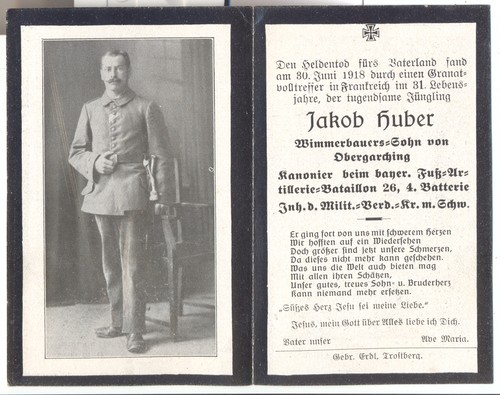 Den Heldentod fürs Vaterland fand
am 30. Juni 1918 durch einen Granat-
volltreffer in Frankreich im 31. Lebens-
jahre, der tugendsame Jüngling
Jakob Huber
Wimmerbauers-Sohn von
Obergarching
Kanonier beim bayer. Fuß-Ar-
tillerie-Bataillon 26, 4. Batterie
Inh. d. Milit.-Verd.-Kr. m. Schw.
Er ging fort von uns mit schwerem Herzen
Wir hofften auf ein Wiedersehen
Doch größer sind jetzt unsere Schmerzen,
Da dieses nicht mehr kann geschehen.
Was uns die Welt auch bieten mag
Mit allen ihren Schätzen,
Unser gutes, treues Sohn- u. Bruderherz
Kann niemand mehr ersetzen.
„Süßes Herz Jesu sei meine Liebe."
Jesus, mein Gott über Alles liebe ich Dich.
Vater unser Ave Maria.
Gebr. Erdl, Trostberg.